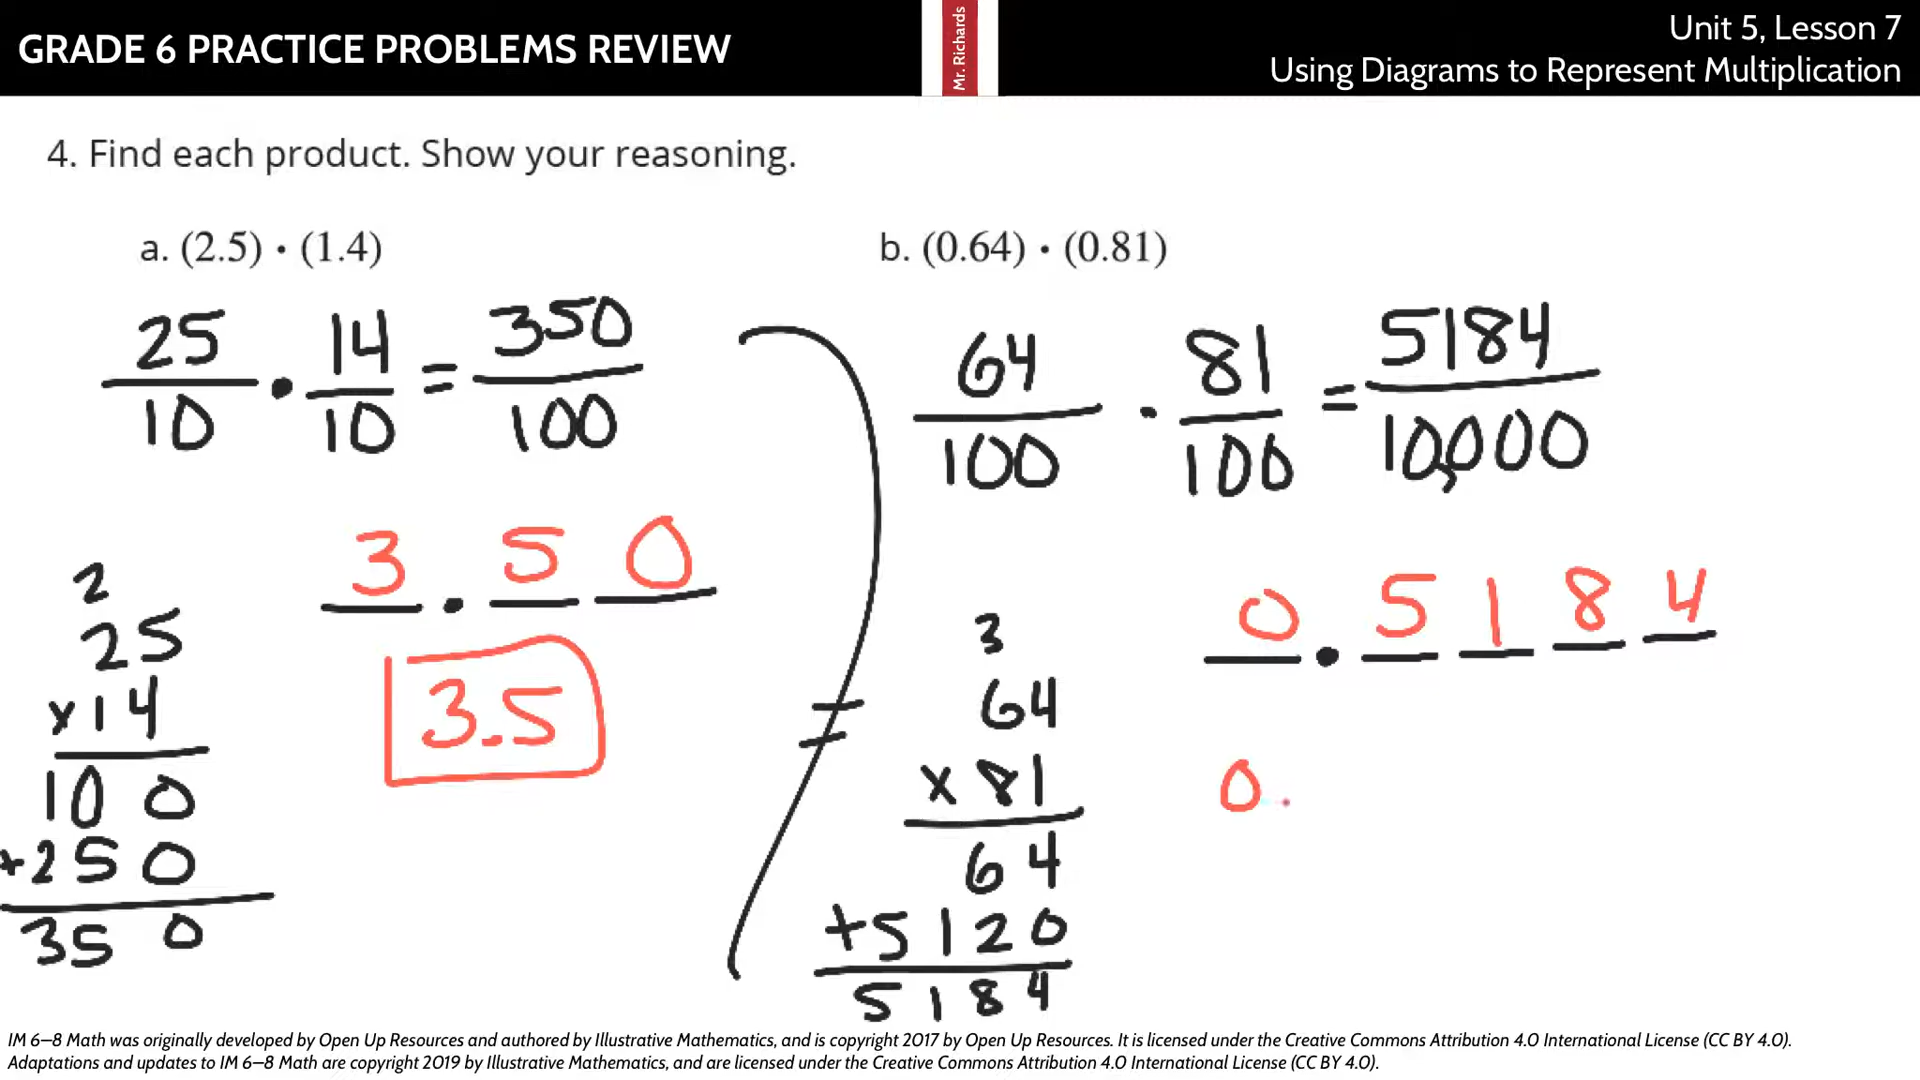 GRADE 6 PRACTICE PROBLEMS REVIEW
Mr. Richards
Unit 5, Lesson 7
Using Diagrams to Represent Multiplication
4. Find each product. Show your reasoning.
a. (2.5) • (1.4)
25/10 • 14/10 = 350/100
3.50
3.5
2
25
x14
100
+250
350
b. (0.64) • (0.81)
64/100 · 81/100 = 5184/10,000
0.5184
=
3
64
x 81
64
+5120
5184
0.
IM 6–8 Math was originally developed by Open Up Resources and authored by Illustrative Mathematics, and is copyright 2017 by Open Up Resources. It is licensed under the Creative Commons Attribution 4.0 International License (CC BY 4.0).
Adaptations and updates to IM 6–8 Math are copyright 2019 by Illustrative Mathematics, and are licensed under the Creative Commons Attribution 4.0 International License (CC BY 4.0).